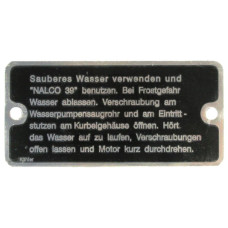 Sauberes Wasser verwenden und
"NALCO 39" benutzen. Bei Frostgefahr
Wasser ablassen. Verschraubung am
Wasserpumpensaugrohr und am Eintritt-
stutzen am Kurbelgehäuse öffnen. Hört
das Wasser auf zu laufen, Verschraubungen
offen lassen und Motor kurz durchdrehen.